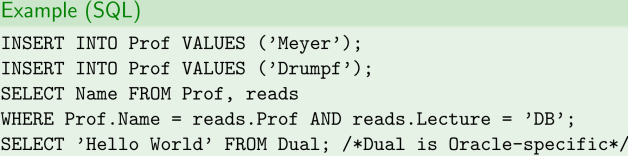 Example (SQL)
INSERT INTO Prof VALUES (’Meyer’);
INSERT INTO Prof VALUES (’Drumpf’);
SELECT Name FROM Prof, reads
WHERE Prof.Name = reads.Prof AND reads.Lecture = ’DB’;
SELECT ’Hello World’ FROM Dual; /*Dual is Oracle-specific*/